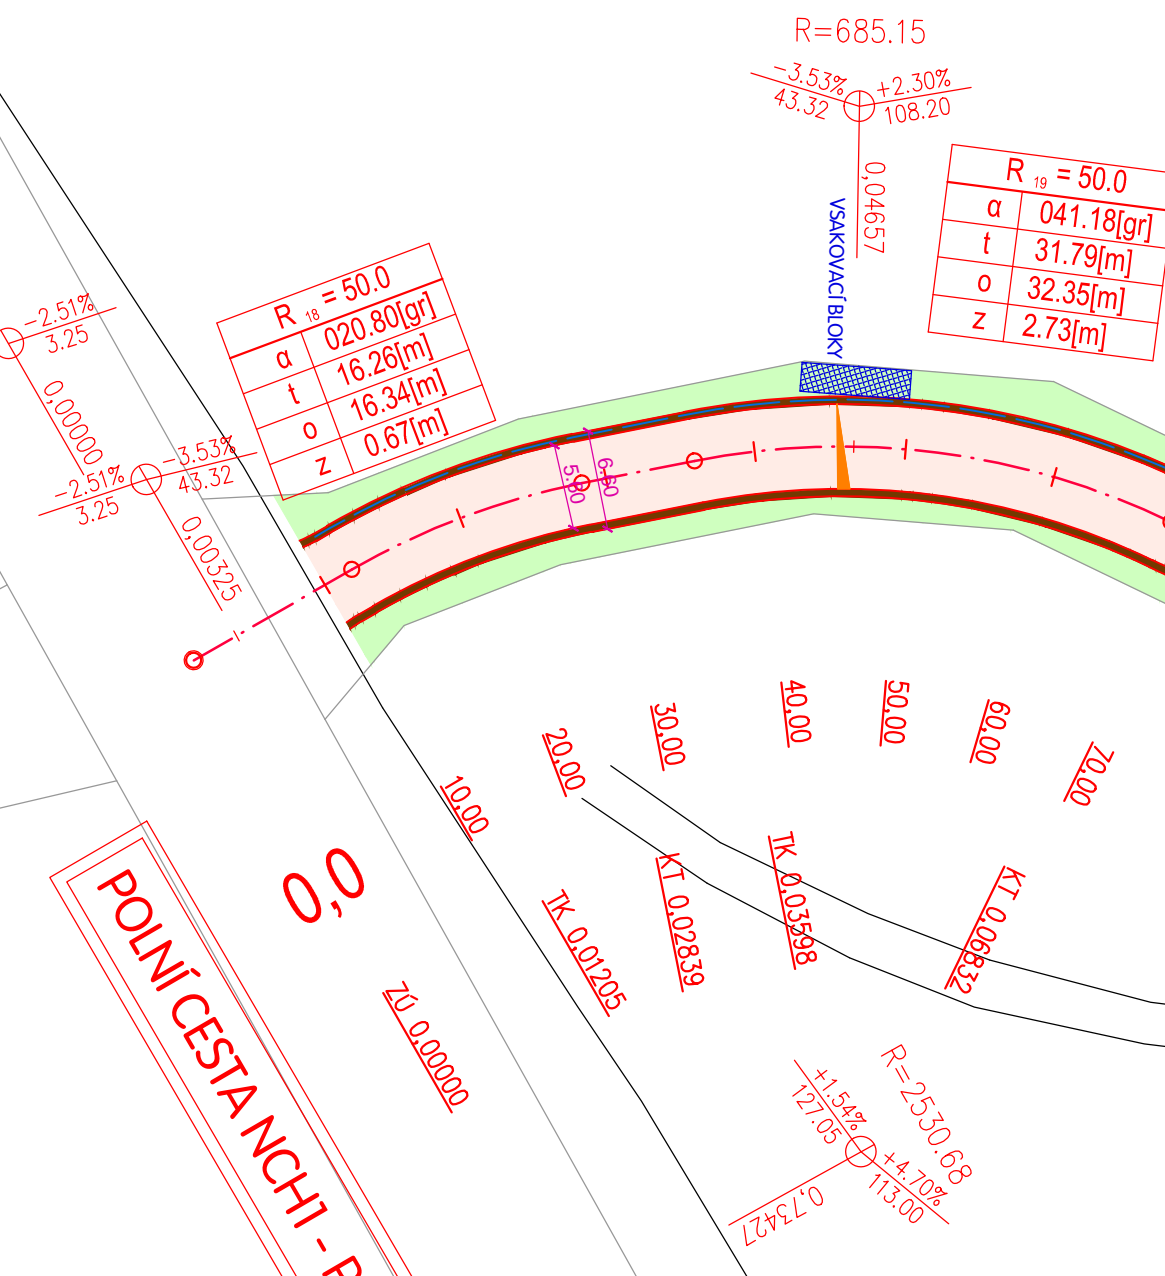 R=685.15
-3.53%
43.32
+2.30%
108.20
0,04657
VSAKOVACÍ BLOKY
R 19 = 50.0
α 041.18[gr]
t 31.79[m]
o 32.35[m]
z 2.73[m]
R 18 = 50.0
α 020.80[gr]
t 16.26[m]
o 16.34[m]
z 0.67[m]
-2.51%
3.25
0,00000
-2.51%
3.25
-3.53%
43.32
0,00325
6.60
10,00
20,00
30,00
40,00
50,00
60,00
70,00
0,0
ZÚ 0,00000
TK 0,01205
KT 0,02839
TK 0,03598
KT 0,06832
POLNÍ CESTA NCH1 -
R=2530.68
+1.54%
127.05
+4.70%
113.00
0,73427